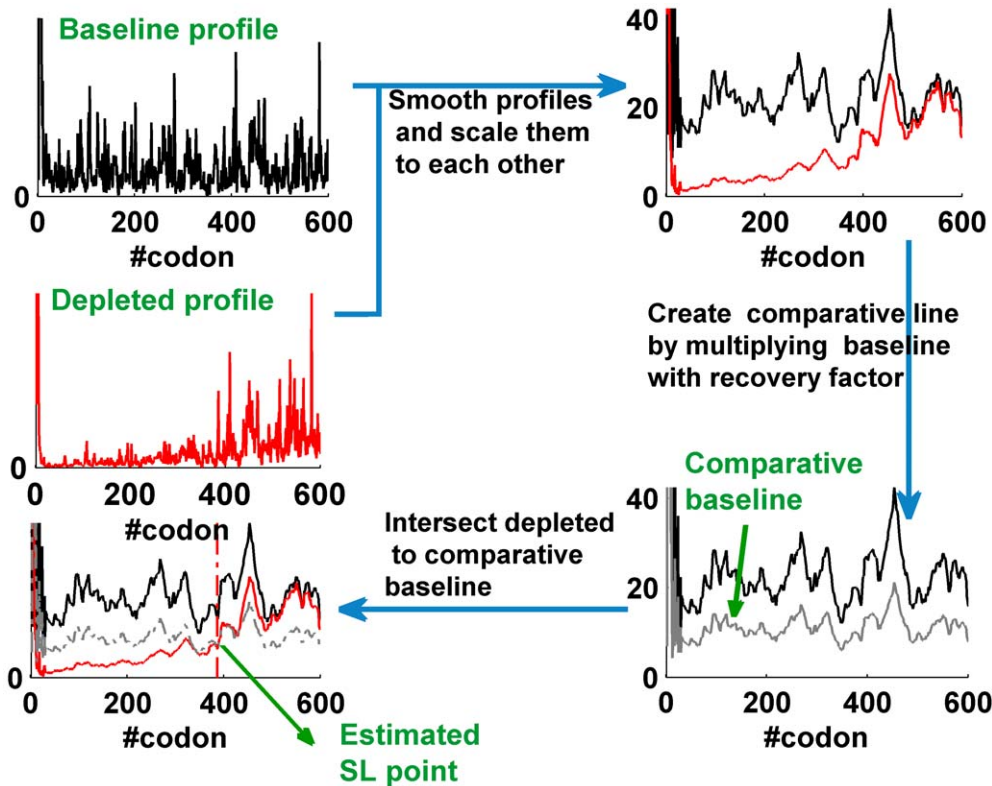 Baseline profile
0
0 200 400 600
#codon
Smooth profiles
and scale them
to each other
40
20
0
0 200 400 600
#codon
Depleted profile
0
0 200 400 600
#codon
Create comparative line
by multiplying baseline
with recovery factor
Comparative
baseline
40
20
0
0 200 400 600
#codon
Intersect depleted
to comparative
baseline
0
0 200 400 600
#codon
Estimated
SL point